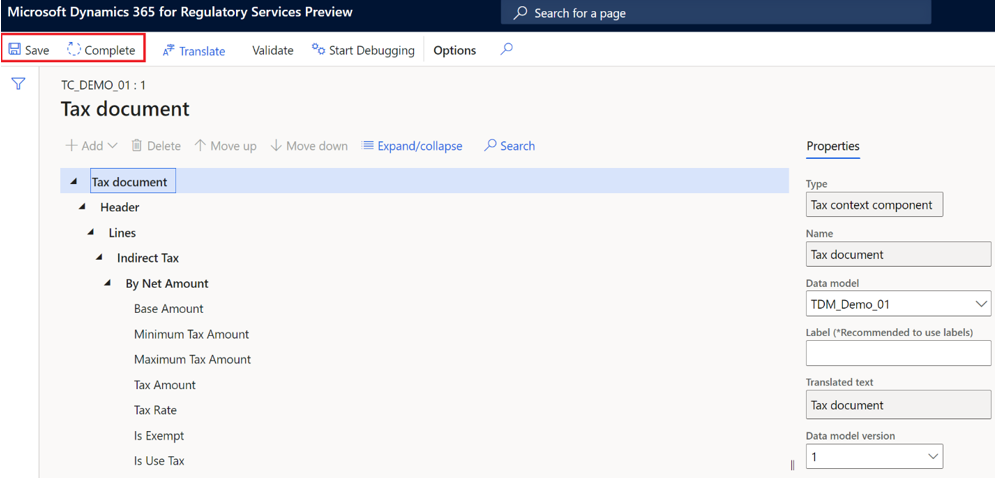 Microsoft Dynamics 365 for Regulatory Services Preview
Search for a page
Save Complete Translate Validate Start Debugging Options
TC_DEMO_01 : 1
Tax document
Add Delete Move up Move down Expand/collapse Search
Tax document
Header
Lines
Indirect Tax
By Net Amount
Base Amount
Minimum Tax Amount
Maximum Tax Amount
Tax Amount
Tax Rate
Is Exempt
Is Use Tax
Properties
Type
Tax context component
Name
Tax document
Data model
TDM_Demo_01
Label (*Recommended to use labels)
Translated text
Tax document
Data model version
1